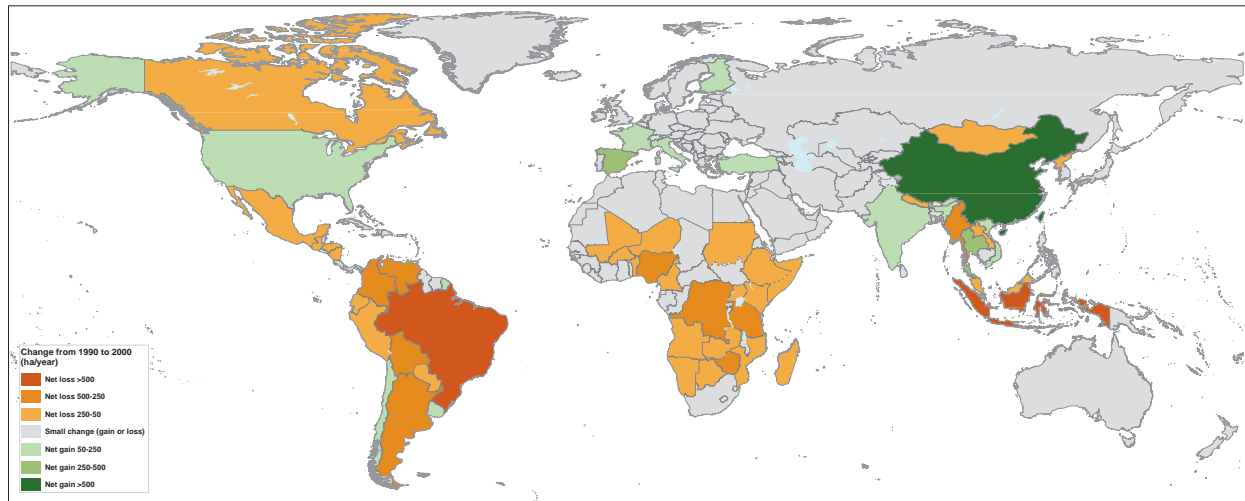 Change from 1990 to 2000
(ha/year)
Net loss >500
Net loss 500-250
Net loss 250-50
Small change (gain or loss)
Net gain 50-250
Net gain 250-500
Net gain >500